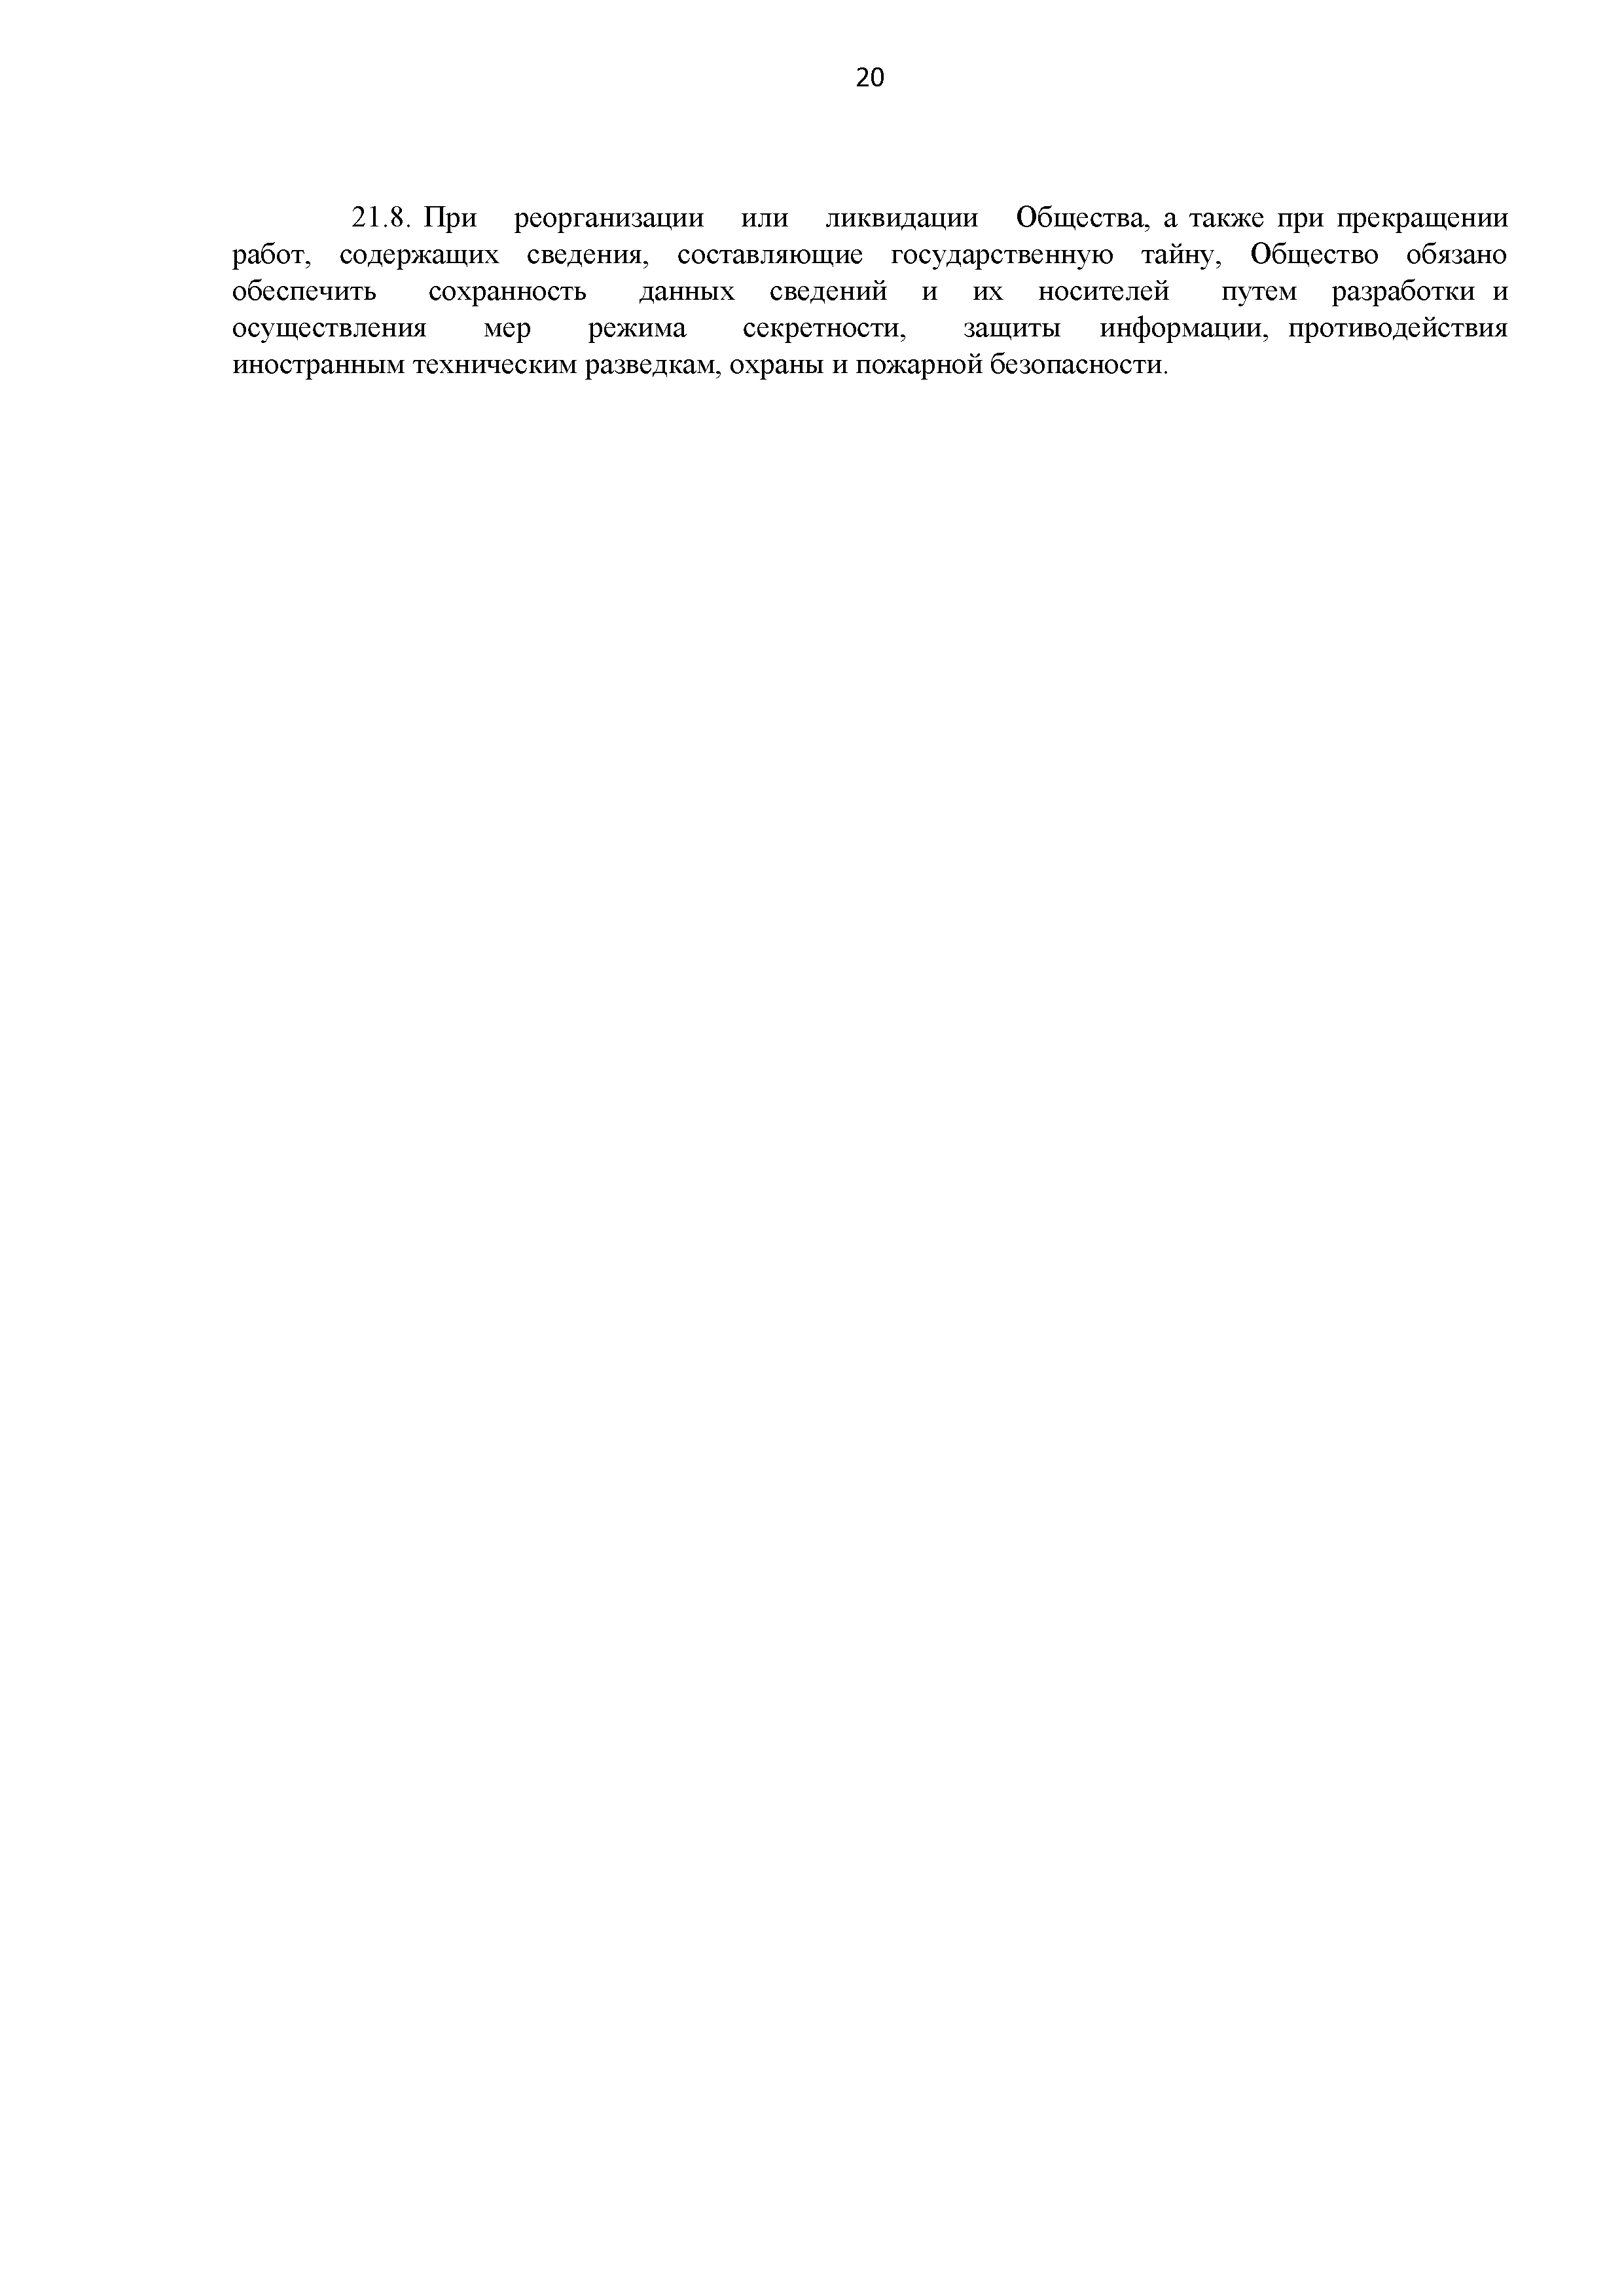 20
21.8. При реорганизации или ликвидации Общества, а также при прекращении
работ, содержащих сведения, составляющие государственную тайну, Общество обязано
обеспечить сохранность данных сведений и их носителей путем разработки и
осуществления мер режима секретности, защиты информации, противодействия
иностранным техническим разведкам, охраны и пожарной безопасности.